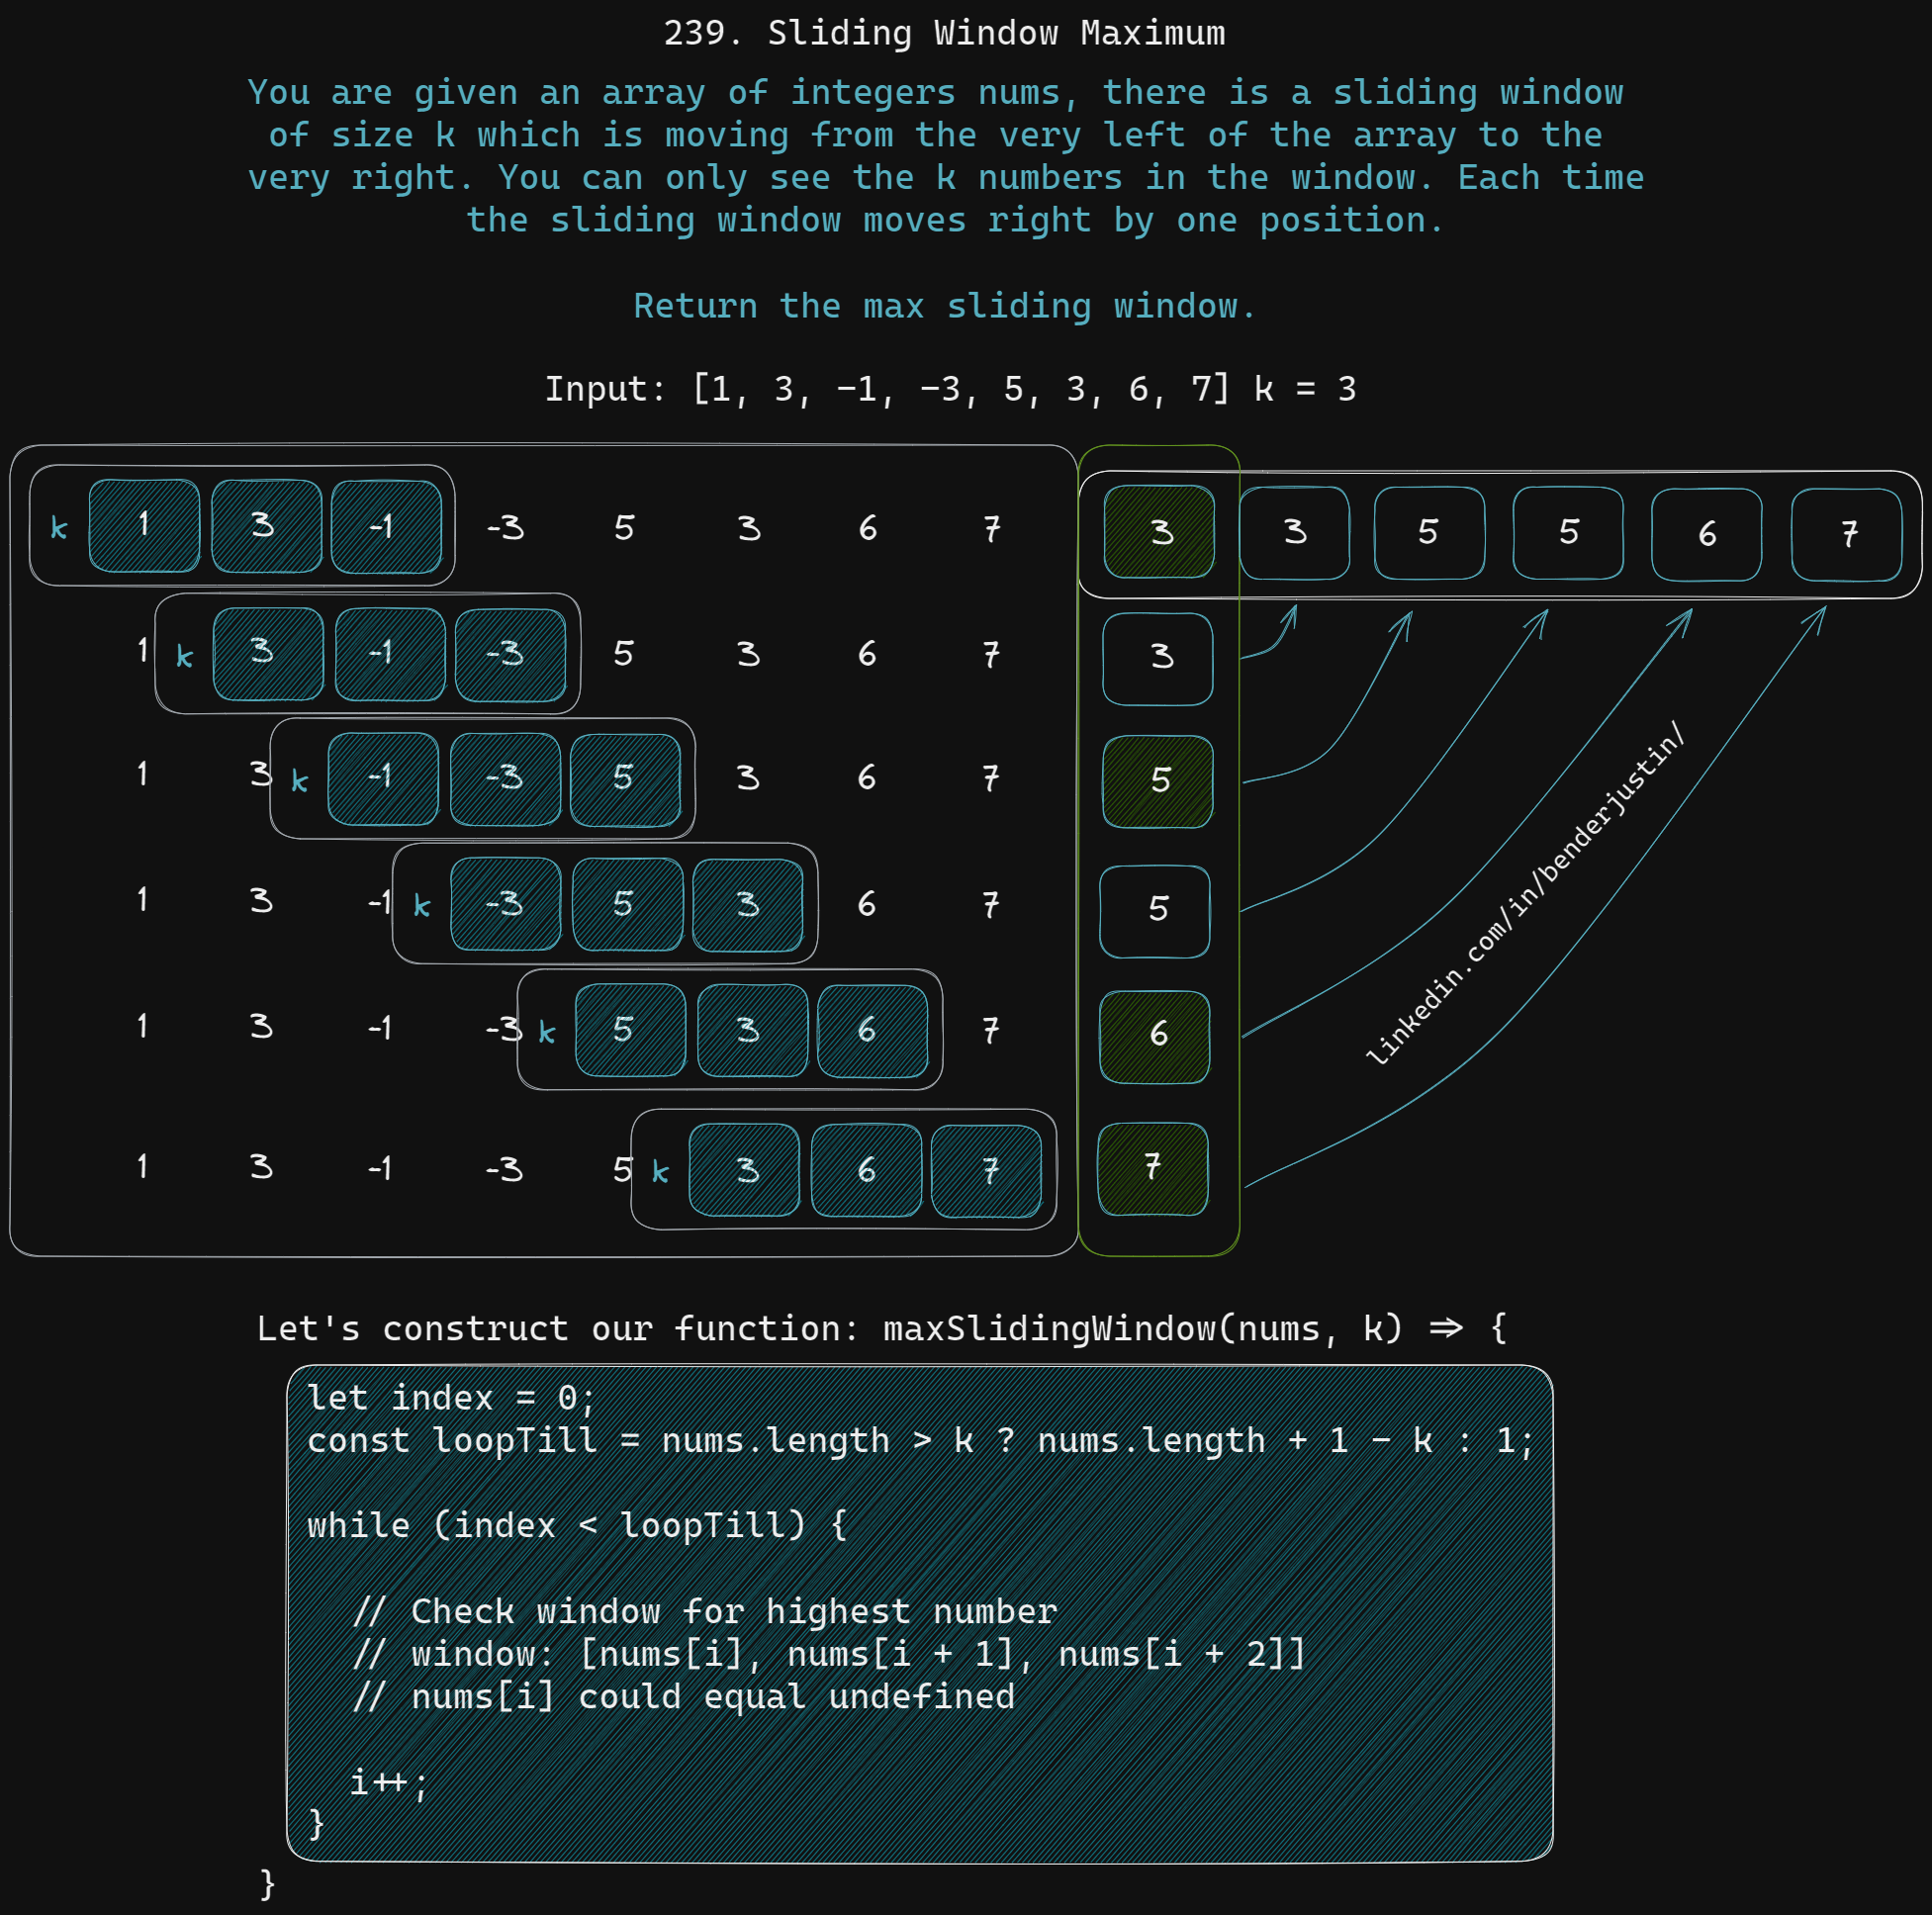 239. Sliding Window Maximum
You are given an array of integers nums, there is a sliding window
of size k which is moving from the very left of the array to the
very right. You can only see the k numbers in the window. Each time
the sliding window moves right by one position.
Return the max sliding window.
Input: [1, 3, -1, -3, 5, 3, 6, 7] k = 3
k 1 3 -1 -3 5 3 6 7 3 3 5 5 6 7
1 k 3 -1 -3 5 3 6 7 3
1 3 k -1 -3 5 3 6 7 5
1 3 -1 k -3 5 3 6 7 5
1 3 -1 -3 k 5 3 6 7 6
1 3 -1 -3 5 k 3 6 7 7
linkedin.com/in/benderjustin/
Let's construct our function: maxSlidingWindow(nums, k) => {
let index = 0;
const loopTill = nums.length > k ? nums.length + 1 - k : 1;
while (index < loopTill) {
// Check window for highest number
// window: [nums[i], nums[i + 1], nums[i + 2]]
// nums[i] could equal undefined
i++;
}
}